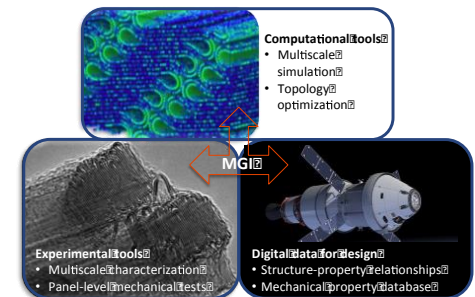 Computational tools
• Multiscale
simulation
• Topology
optimization
MGI
Experimental tools
• Multiscale characterization
• Panel-level mechanical tests
Digital data for design
• Structure-property relationships
• Mechanical property database